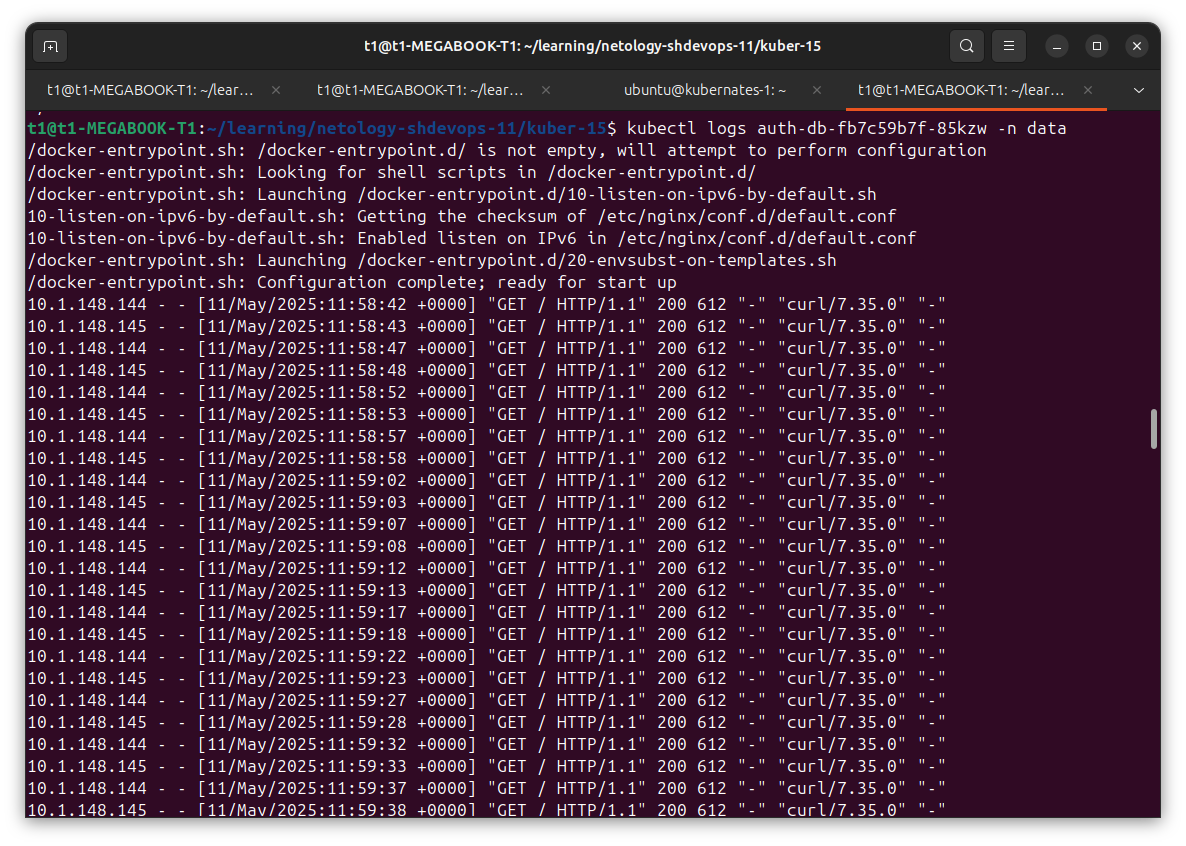 t1@t1-MEGABOOK-T1: ~/learning/netology-shdevops-11/kuber-15
t1@t1-MEGABOOK-T1: ~/lear...
t1@t1-MEGABOOK-T1: ~/lear...
ubuntu@kubernates-1: ~
t1@t1-MEGABOOK-T1: ~/lear...
t1@t1-MEGABOOK-T1:~/learning/netology-shdevops-11/kuber-15$ kubectl logs auth-db-fb7c59b7f-85kzw -n data
/docker-entrypoint.sh: /docker-entrypoint.d/ is not empty, will attempt to perform configuration
/docker-entrypoint.sh: Looking for shell scripts in /docker-entrypoint.d/
/docker-entrypoint.sh: Launching /docker-entrypoint.d/10-listen-on-ipv6-by-default.sh
10-listen-on-ipv6-by-default.sh: Getting the checksum of /etc/nginx/conf.d/default.conf
10-listen-on-ipv6-by-default.sh: Enabled listen on IPv6 in /etc/nginx/conf.d/default.conf
/docker-entrypoint.sh: Launching /docker-entrypoint.d/20-envsubst-on-templates.sh
/docker-entrypoint.sh: Configuration complete; ready for start up
10.1.148.144 - - [11/May/2025:11:58:42 +0000] "GET / HTTP/1.1" 200 612 "-" "curl/7.35.0" "-"
10.1.148.145 - - [11/May/2025:11:58:43 +0000] "GET / HTTP/1.1" 200 612 "-" "curl/7.35.0" "-"
10.1.148.144 - - [11/May/2025:11:58:47 +0000] "GET / HTTP/1.1" 200 612 "-" "curl/7.35.0" "-"
10.1.148.145 - - [11/May/2025:11:58:48 +0000] "GET / HTTP/1.1" 200 612 "-" "curl/7.35.0" "-"
10.1.148.144 - - [11/May/2025:11:58:52 +0000] "GET / HTTP/1.1" 200 612 "-" "curl/7.35.0" "-"
10.1.148.145 - - [11/May/2025:11:58:53 +0000] "GET / HTTP/1.1" 200 612 "-" "curl/7.35.0" "-"
10.1.148.144 - - [11/May/2025:11:58:57 +0000] "GET / HTTP/1.1" 200 612 "-" "curl/7.35.0" "-"
10.1.148.145 - - [11/May/2025:11:58:58 +0000] "GET / HTTP/1.1" 200 612 "-" "curl/7.35.0" "-"
10.1.148.144 - - [11/May/2025:11:59:02 +0000] "GET / HTTP/1.1" 200 612 "-" "curl/7.35.0" "-"
10.1.148.145 - - [11/May/2025:11:59:03 +0000] "GET / HTTP/1.1" 200 612 "-" "curl/7.35.0" "-"
10.1.148.144 - - [11/May/2025:11:59:07 +0000] "GET / HTTP/1.1" 200 612 "-" "curl/7.35.0" "-"
10.1.148.145 - - [11/May/2025:11:59:08 +0000] "GET / HTTP/1.1" 200 612 "-" "curl/7.35.0" "-"
10.1.148.144 - - [11/May/2025:11:59:12 +0000] "GET / HTTP/1.1" 200 612 "-" "curl/7.35.0" "-"
10.1.148.145 - - [11/May/2025:11:59:13 +0000] "GET / HTTP/1.1" 200 612 "-" "curl/7.35.0" "-"
10.1.148.144 - - [11/May/2025:11:59:17 +0000] "GET / HTTP/1.1" 200 612 "-" "curl/7.35.0" "-"
10.1.148.145 - - [11/May/2025:11:59:18 +0000] "GET / HTTP/1.1" 200 612 "-" "curl/7.35.0" "-"
10.1.148.144 - - [11/May/2025:11:59:22 +0000] "GET / HTTP/1.1" 200 612 "-" "curl/7.35.0" "-"
10.1.148.145 - - [11/May/2025:11:59:23 +0000] "GET / HTTP/1.1" 200 612 "-" "curl/7.35.0" "-"
10.1.148.144 - - [11/May/2025:11:59:27 +0000] "GET / HTTP/1.1" 200 612 "-" "curl/7.35.0" "-"
10.1.148.145 - - [11/May/2025:11:59:28 +0000] "GET / HTTP/1.1" 200 612 "-" "curl/7.35.0" "-"
10.1.148.144 - - [11/May/2025:11:59:32 +0000] "GET / HTTP/1.1" 200 612 "-" "curl/7.35.0" "-"
10.1.148.145 - - [11/May/2025:11:59:33 +0000] "GET / HTTP/1.1" 200 612 "-" "curl/7.35.0" "-"
10.1.148.144 - - [11/May/2025:11:59:37 +0000] "GET / HTTP/1.1" 200 612 "-" "curl/7.35.0" "-"
10.1.148.145 - - [11/May/2025:11:59:38 +0000] "GET / HTTP/1.1" 200 612 "-" "curl/7.35.0" "-"